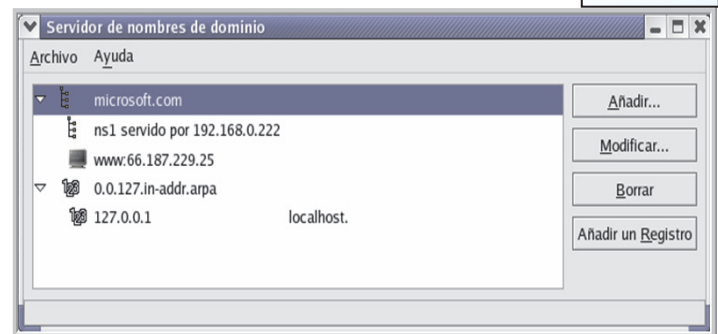 Servidor de nombres de dominio
Archivo Ayuda
microsoft.com
ns1 servido por 192.168.0.222
www:66.187.229.25
0.0.127.in-addr.arpa
127.0.0.1 localhost.
Añadir...
Modificar...
Borrar
Añadir un Registro